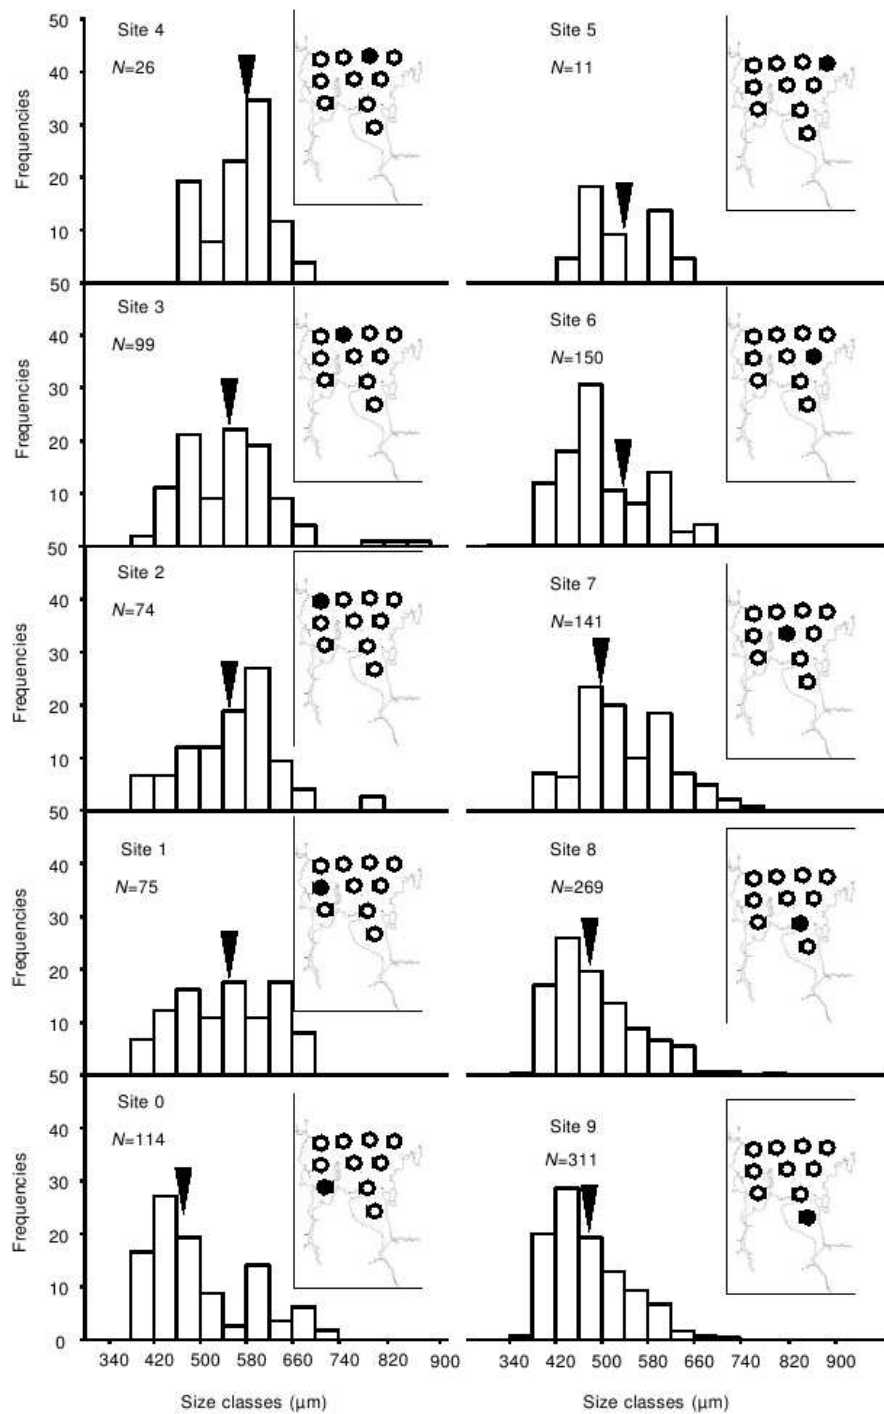 50
Site 4
Site 5
N=26
N=11
40
30
20
10
Frequencies
50
Site 3
Site 6
N=99
N=150
40
30
20
10
Frequencies
50
Site 2
Site 7
N=74
N=141
40
30
20
10
Frequencies
50
Site 1
Site 8
N=75
N=269
40
30
20
10
Frequencies
50
Site 0
Site 9
N=114
N=311
40
30
20
10
0
Frequencies
340 420 500 580 660 740 820 900
340 420 500 580 660 740 820 900
Size classes (µm)
Size classes (µm)